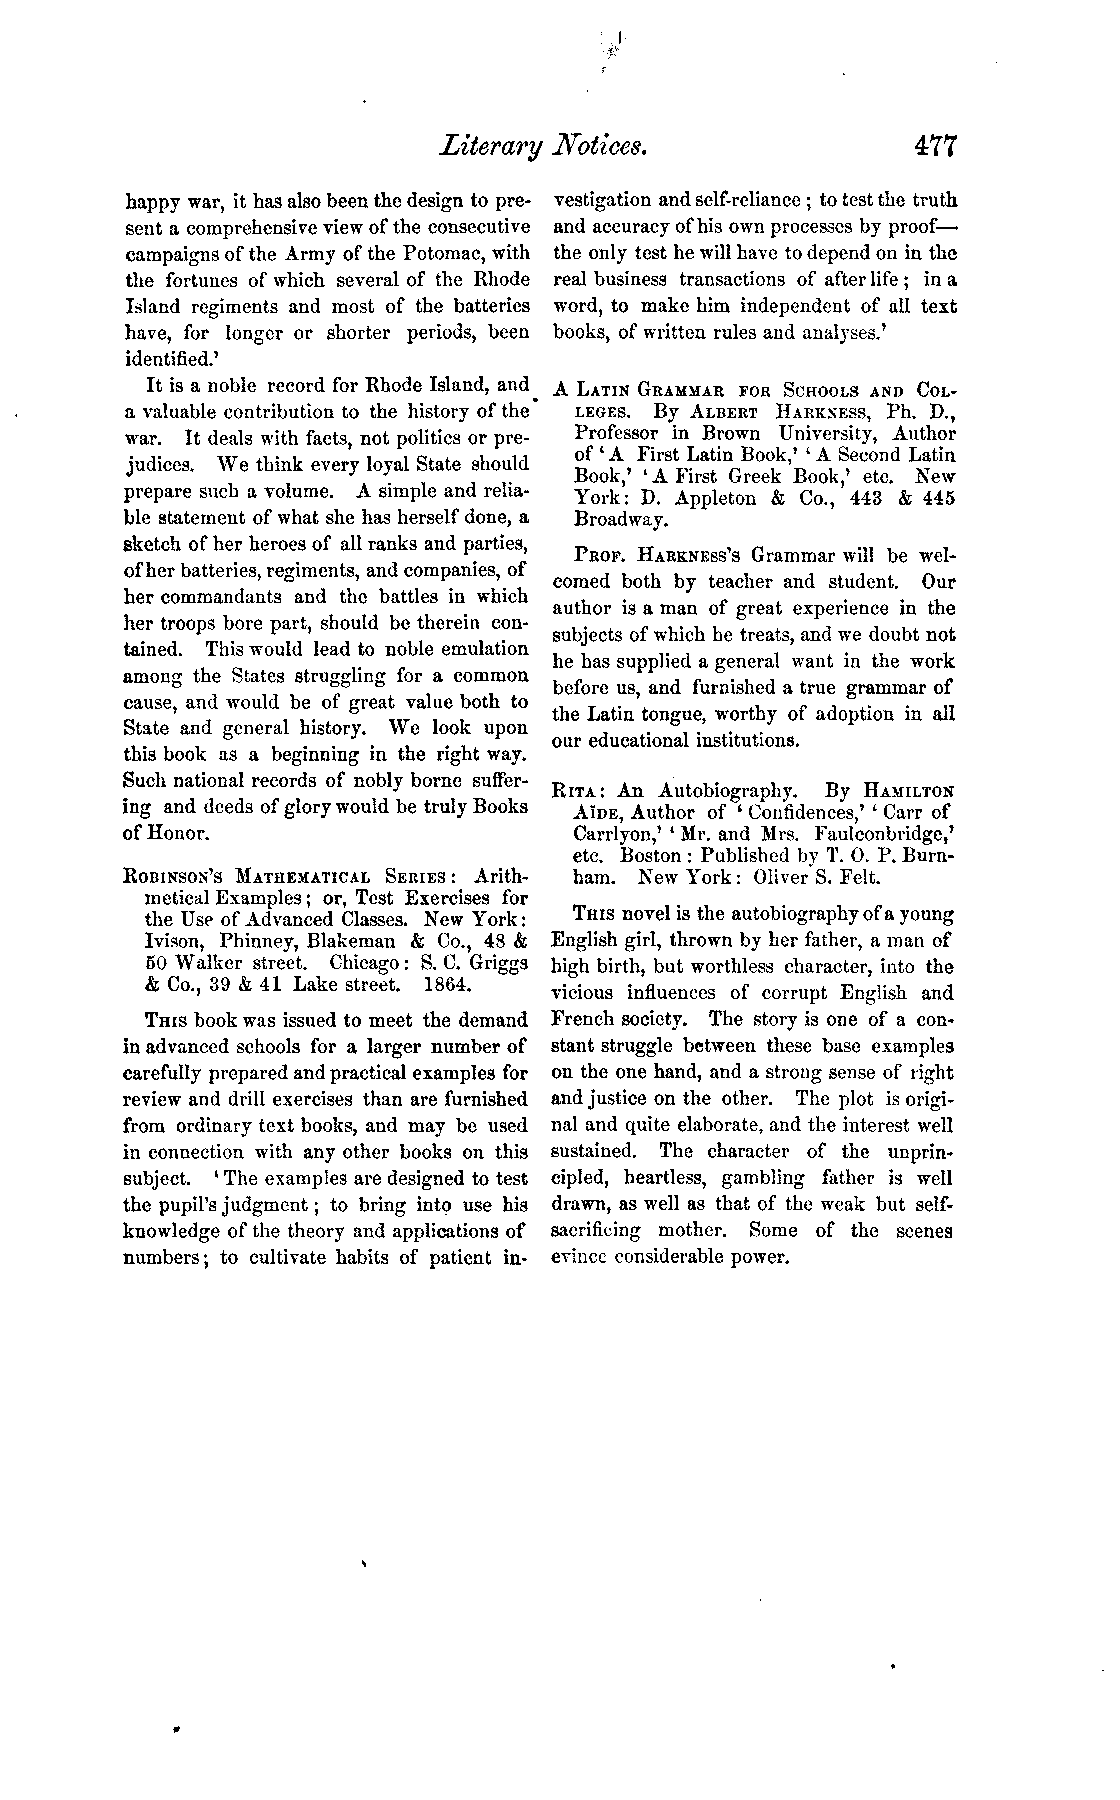 Literary Notices. 477
happy war, it has also been the design to pre-
sent a comprehensive view of the consecutive
campaigns of the Army of the Potomac, with
the fortunes of which several of the Rhode
Island regiments and most of the batteries
have, for longer or shorter periods, been
identified.'
It is a noble record for Rhode Island, and
a valuable contribution to the history of the
war. It deals with facts, not politics or pre-
judices. We think every loyal State should
prepare such a volume. A simple and relia-
ble statement of what she has herself done, a
sketch of her heroes of all ranks and parties,
of her batteries, regiments, and companies, of
her commandants and the battles in which
her troops bore part, should be therein con-
tained. This would lead to noble emulation
among the States struggling for a common
cause, and would be of great value both to
State and general history. We look upon
this book as a beginning in the right way.
Such national records of nobly borne suffer-
ing and deeds of glory would be truly Books
of Honor.
ROBINSON'S MATHEMATICAL SERIES: Arith-
metical Examples; or, Test Exercises for
the Use of Advanced Classes. New York:
Ivison, Phinney, Blakeman & Co., 48 &
50 Walker street. Chicago: S. C. Griggs
& Co., 39 & 41 Lake street. 1864.
THIS book was issued to meet the demand
in advanced schools for a larger number of
carefully prepared and practical examples for
review and drill exercises than are furnished
from ordinary text books, and may be used
in connection with any other books on this
subject. 'The examples are designed to test
the pupil's judgment; to bring into use his
knowledge of the theory and applications of
numbers; to cultivate habits of patient in-
vestigation and self-reliance; to test the truth
and accuracy of his own processes by proof—
the only test he will have to depend on in the
real business transactions of after life; in a
word, to make him independent of all text
books, of written rules and analyses.'
A LATIN GRAMMAR FOR SCHOOLS AND COL-
LEGES. By ALBERT HARKNESS, Ph. D.,
Professor in Brown University, Author
of 'A First Latin Book,' 'A Second Latin
Book,' 'A First Greek Book,' etc. New
York: D. Appleton & Co., 443 & 445
Broadway.
PROF. HARKNESS'S Grammar will be wel-
comed both by teacher and student. Our
author is a man of great experience in the
subjects of which he treats, and we doubt not
he has supplied a general want in the work
before us, and furnished a true grammar of
the Latin tongue, worthy of adoption in all
our educational institutions.
RITA: An Autobiography. By HAMILTON
AÏDE, Author of 'Confidences,' 'Carr of
Carrlyon,' 'Mr. and Mrs. Faulconbridge,'
etc. Boston: Published by T. O. P. Burn-
ham. New York: Oliver S. Felt.
THIS novel is the autobiography of a young
English girl, thrown by her father, a man of
high birth, but worthless character, into the
vicious influences of corrupt English and
French society. The story is one of a con-
stant struggle between these base examples
on the one hand, and a strong sense of right
and justice on the other. The plot is origi-
nal and quite elaborate, and the interest well
sustained. The character of the unprin-
cipled, heartless, gambling father is well
drawn, as well as that of the weak but self-
sacrificing mother. Some of the scenes
evince considerable power.